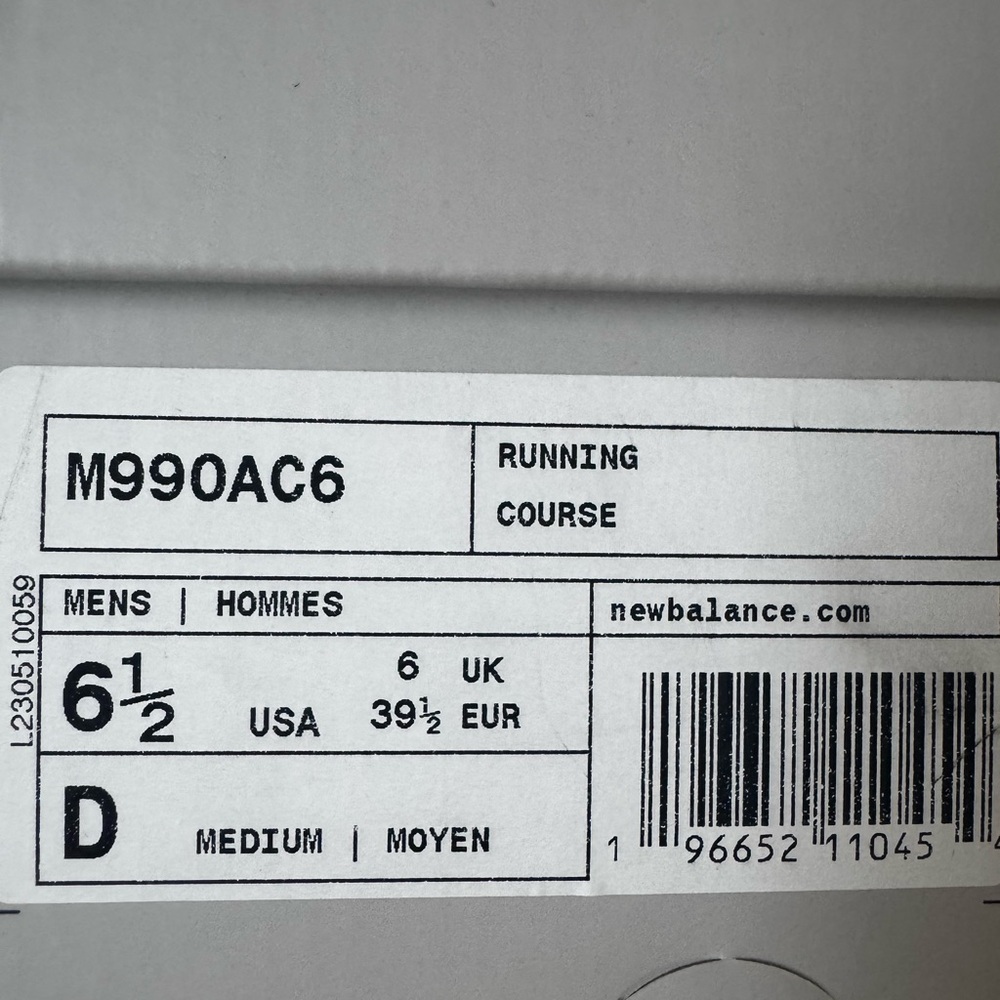 M990AC6
RUNNING
COURSE
L230510059
MENS | HOMMES
newbalance.com
6½ USA
6 UK
39½ EUR
D MEDIUM | MOYEN
1 96652 11045